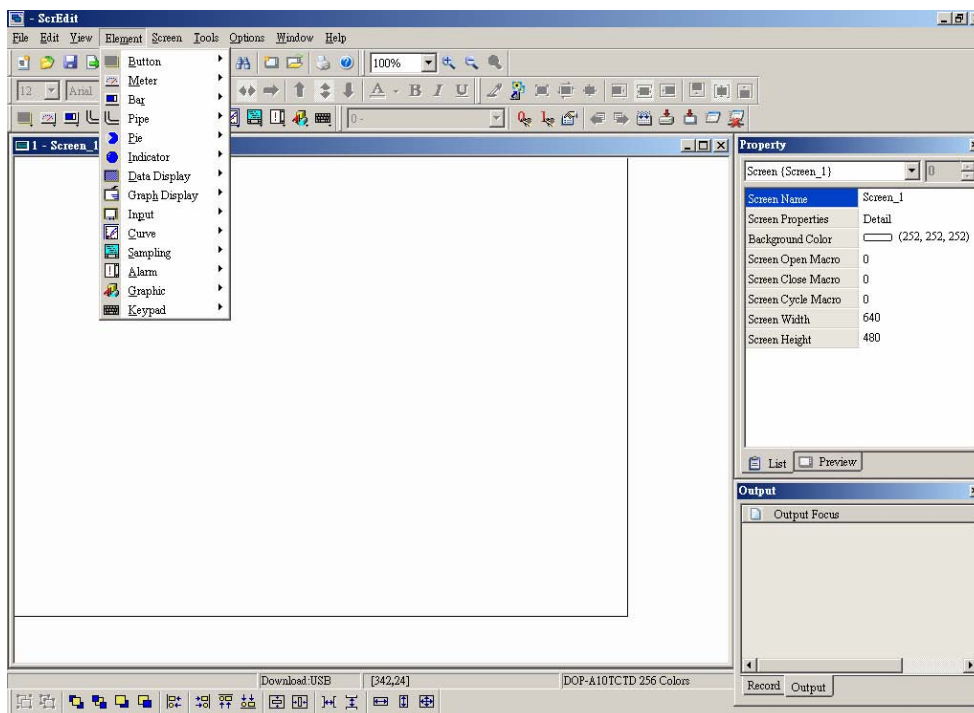 - ScrEdit
File Edit View Element Screen Tools Options Window Help
100%
12 Arial A B I U
0 -
Button
Meter
Bar
Pipe
Pie
Indicator
Data Display
Graph Display
Input
Curve
Sampling
Alarm
Graphic
Keypad
1 - Screen_1
Property
Screen {Screen_1} 0
Screen Name Screen_1
Screen Properties Detail
Background Color (252, 252, 252)
Screen Open Macro 0
Screen Close Macro 0
Screen Cycle Macro 0
Screen Width 640
Screen Height 480
List Preview
Output
Output Focus
Record Output
Download:USB [342,24] DOP-A10TCTD 256 Colors